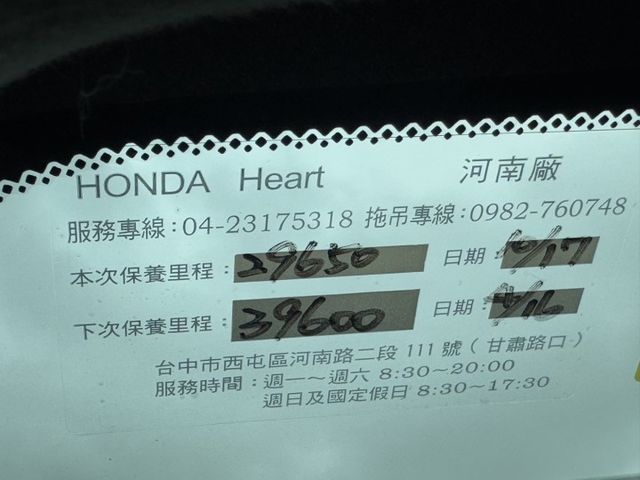 HONDA Heart 河南廠
服務專線:04-23175318 拖吊專線:0982-760748
本次保養里程:29650 日期 10/17
下次保養里程:39600 日期: 4/16
台中市西屯區河南路二段 111 號 ( 甘肅路口 )
服務時間:週一～週六 8:30~20:00
週日及國定假日 8:30~17:30